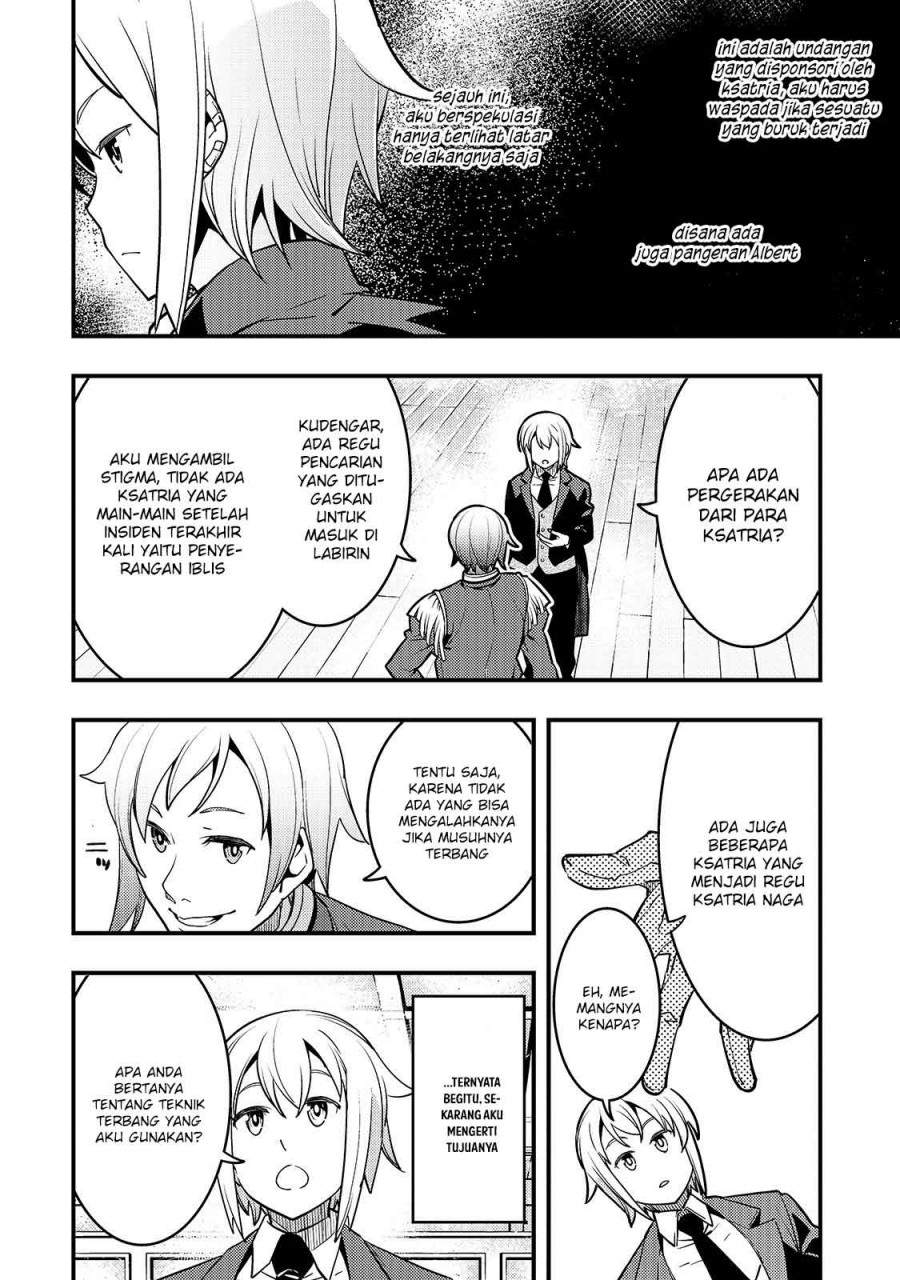 ini adalah undangan
yang disponsori oleh
ksatria, aku harus
waspada jika sesuatu
yang buruk terjadi
sejauh ini,
aku berspekulasi
hanya terlihat latar
belakangnya saja
disana ada
juga pangeran Albert
APA ADA
PERGERAKAN
DARI PARA
KSATRIA?
KUDENGAR,
ADA REGU
PENCARIAN
YANG DITU-
GASKAN
UNTUK
MASUK DI
LABIRIN
AKU MENGAMBIL
STIGMA, TIDAK ADA
KSATRIA YANG
MAIN-MAIN SETELAH
INSIDEN TERAKHIR
KALI YAITU PENYE-
RANGAN IBLIS
ADA JUGA
BEBERAPA
KSATRIA YANG
MENJADI REGU
KSATRIA NAGA
EH, ME-
MANGNYA
KENAPA?
TENTU SAJA,
KARENA TIDAK
ADA YANG BISA
MENGALAHKANYA
JIKA MUSUHNYA
TERBANG
...TERNYATA
BEGITU, SE-
KARANG AKU
MENGERTI
TUJUANYA
APA ANDA
BERTANYA
TENTANG TEKNIK
TERBANG YANG
AKU GUNAKAN?